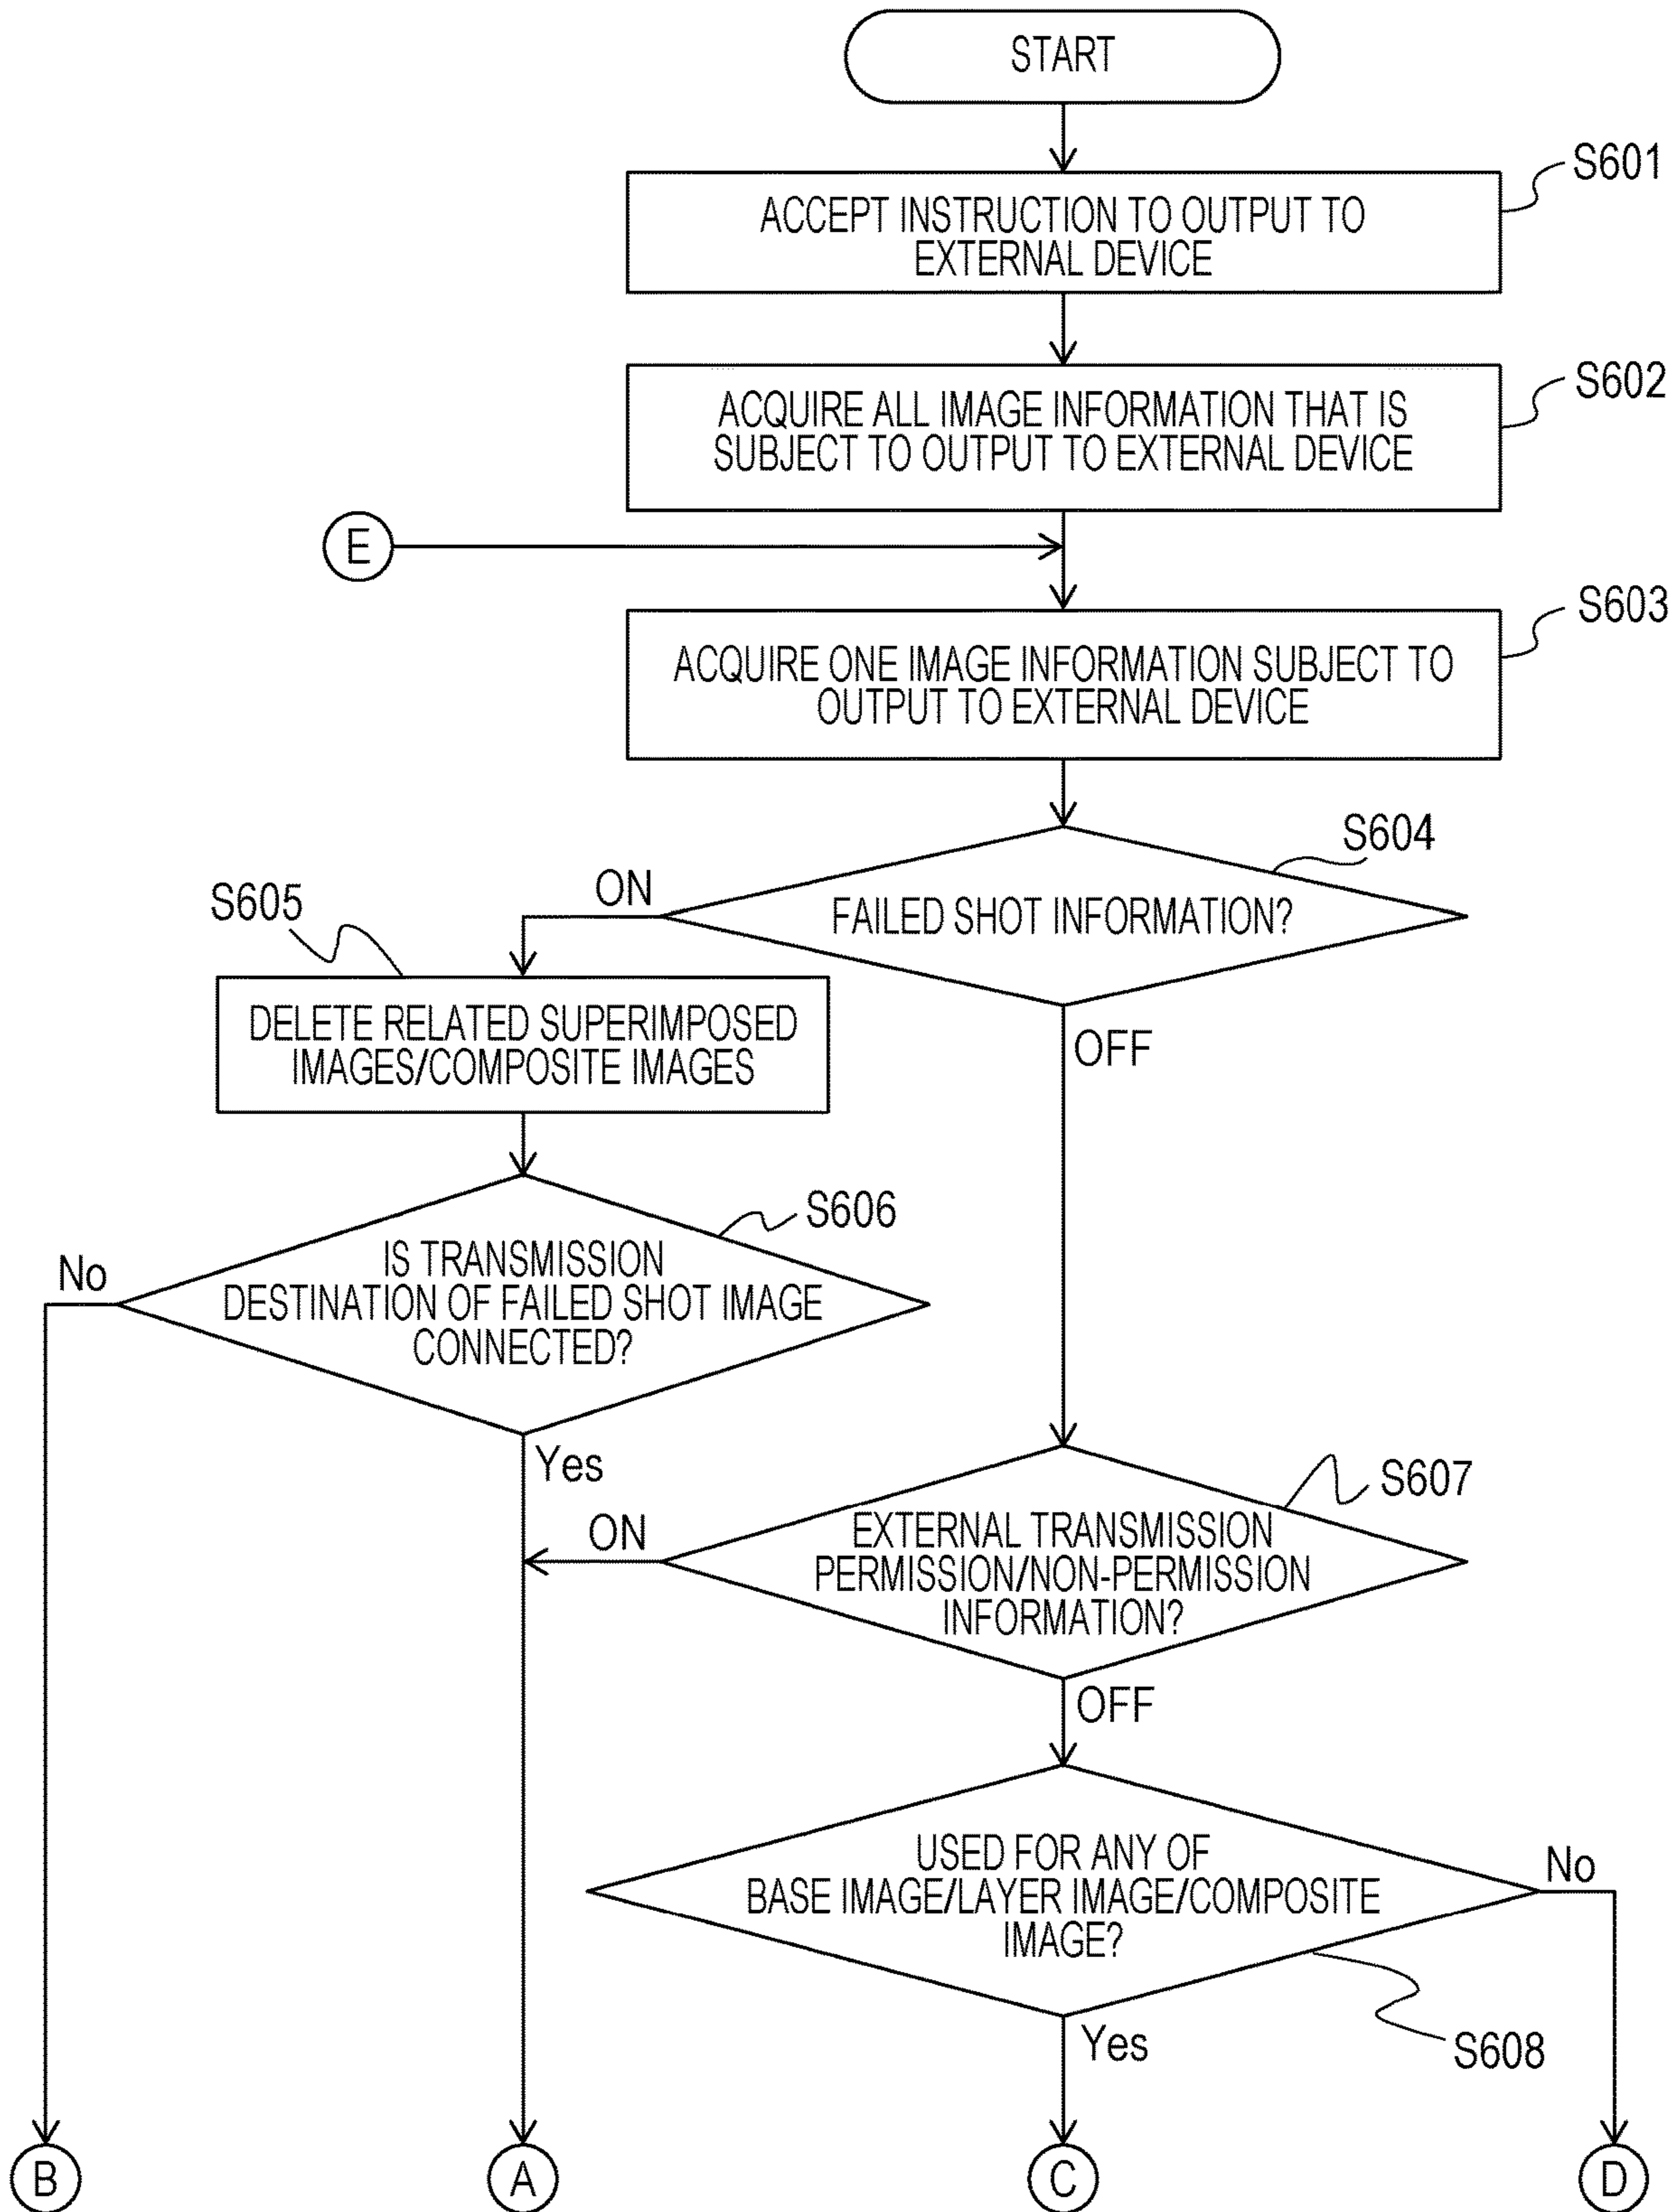 START
S601
ACCEPT INSTRUCTION TO OUTPUT TO
EXTERNAL DEVICE
S602
ACQUIRE ALL IMAGE INFORMATION THAT IS
SUBJECT TO OUTPUT TO EXTERNAL DEVICE
E
S603
ACQUIRE ONE IMAGE INFORMATION SUBJECT TO
OUTPUT TO EXTERNAL DEVICE
S604
ON
FAILED SHOT INFORMATION?
S605
DELETE RELATED SUPERIMPOSED
IMAGES/COMPOSITE IMAGES
OFF
S606
No
IS TRANSMISSION
DESTINATION OF FAILED SHOT IMAGE
CONNECTED?
Yes
S607
ON
EXTERNAL TRANSMISSION
PERMISSION/NON-PERMISSION
INFORMATION?
OFF
USED FOR ANY OF
BASE IMAGE/LAYER IMAGE/COMPOSITE
IMAGE?
No
Yes
S608
B
A
C
D